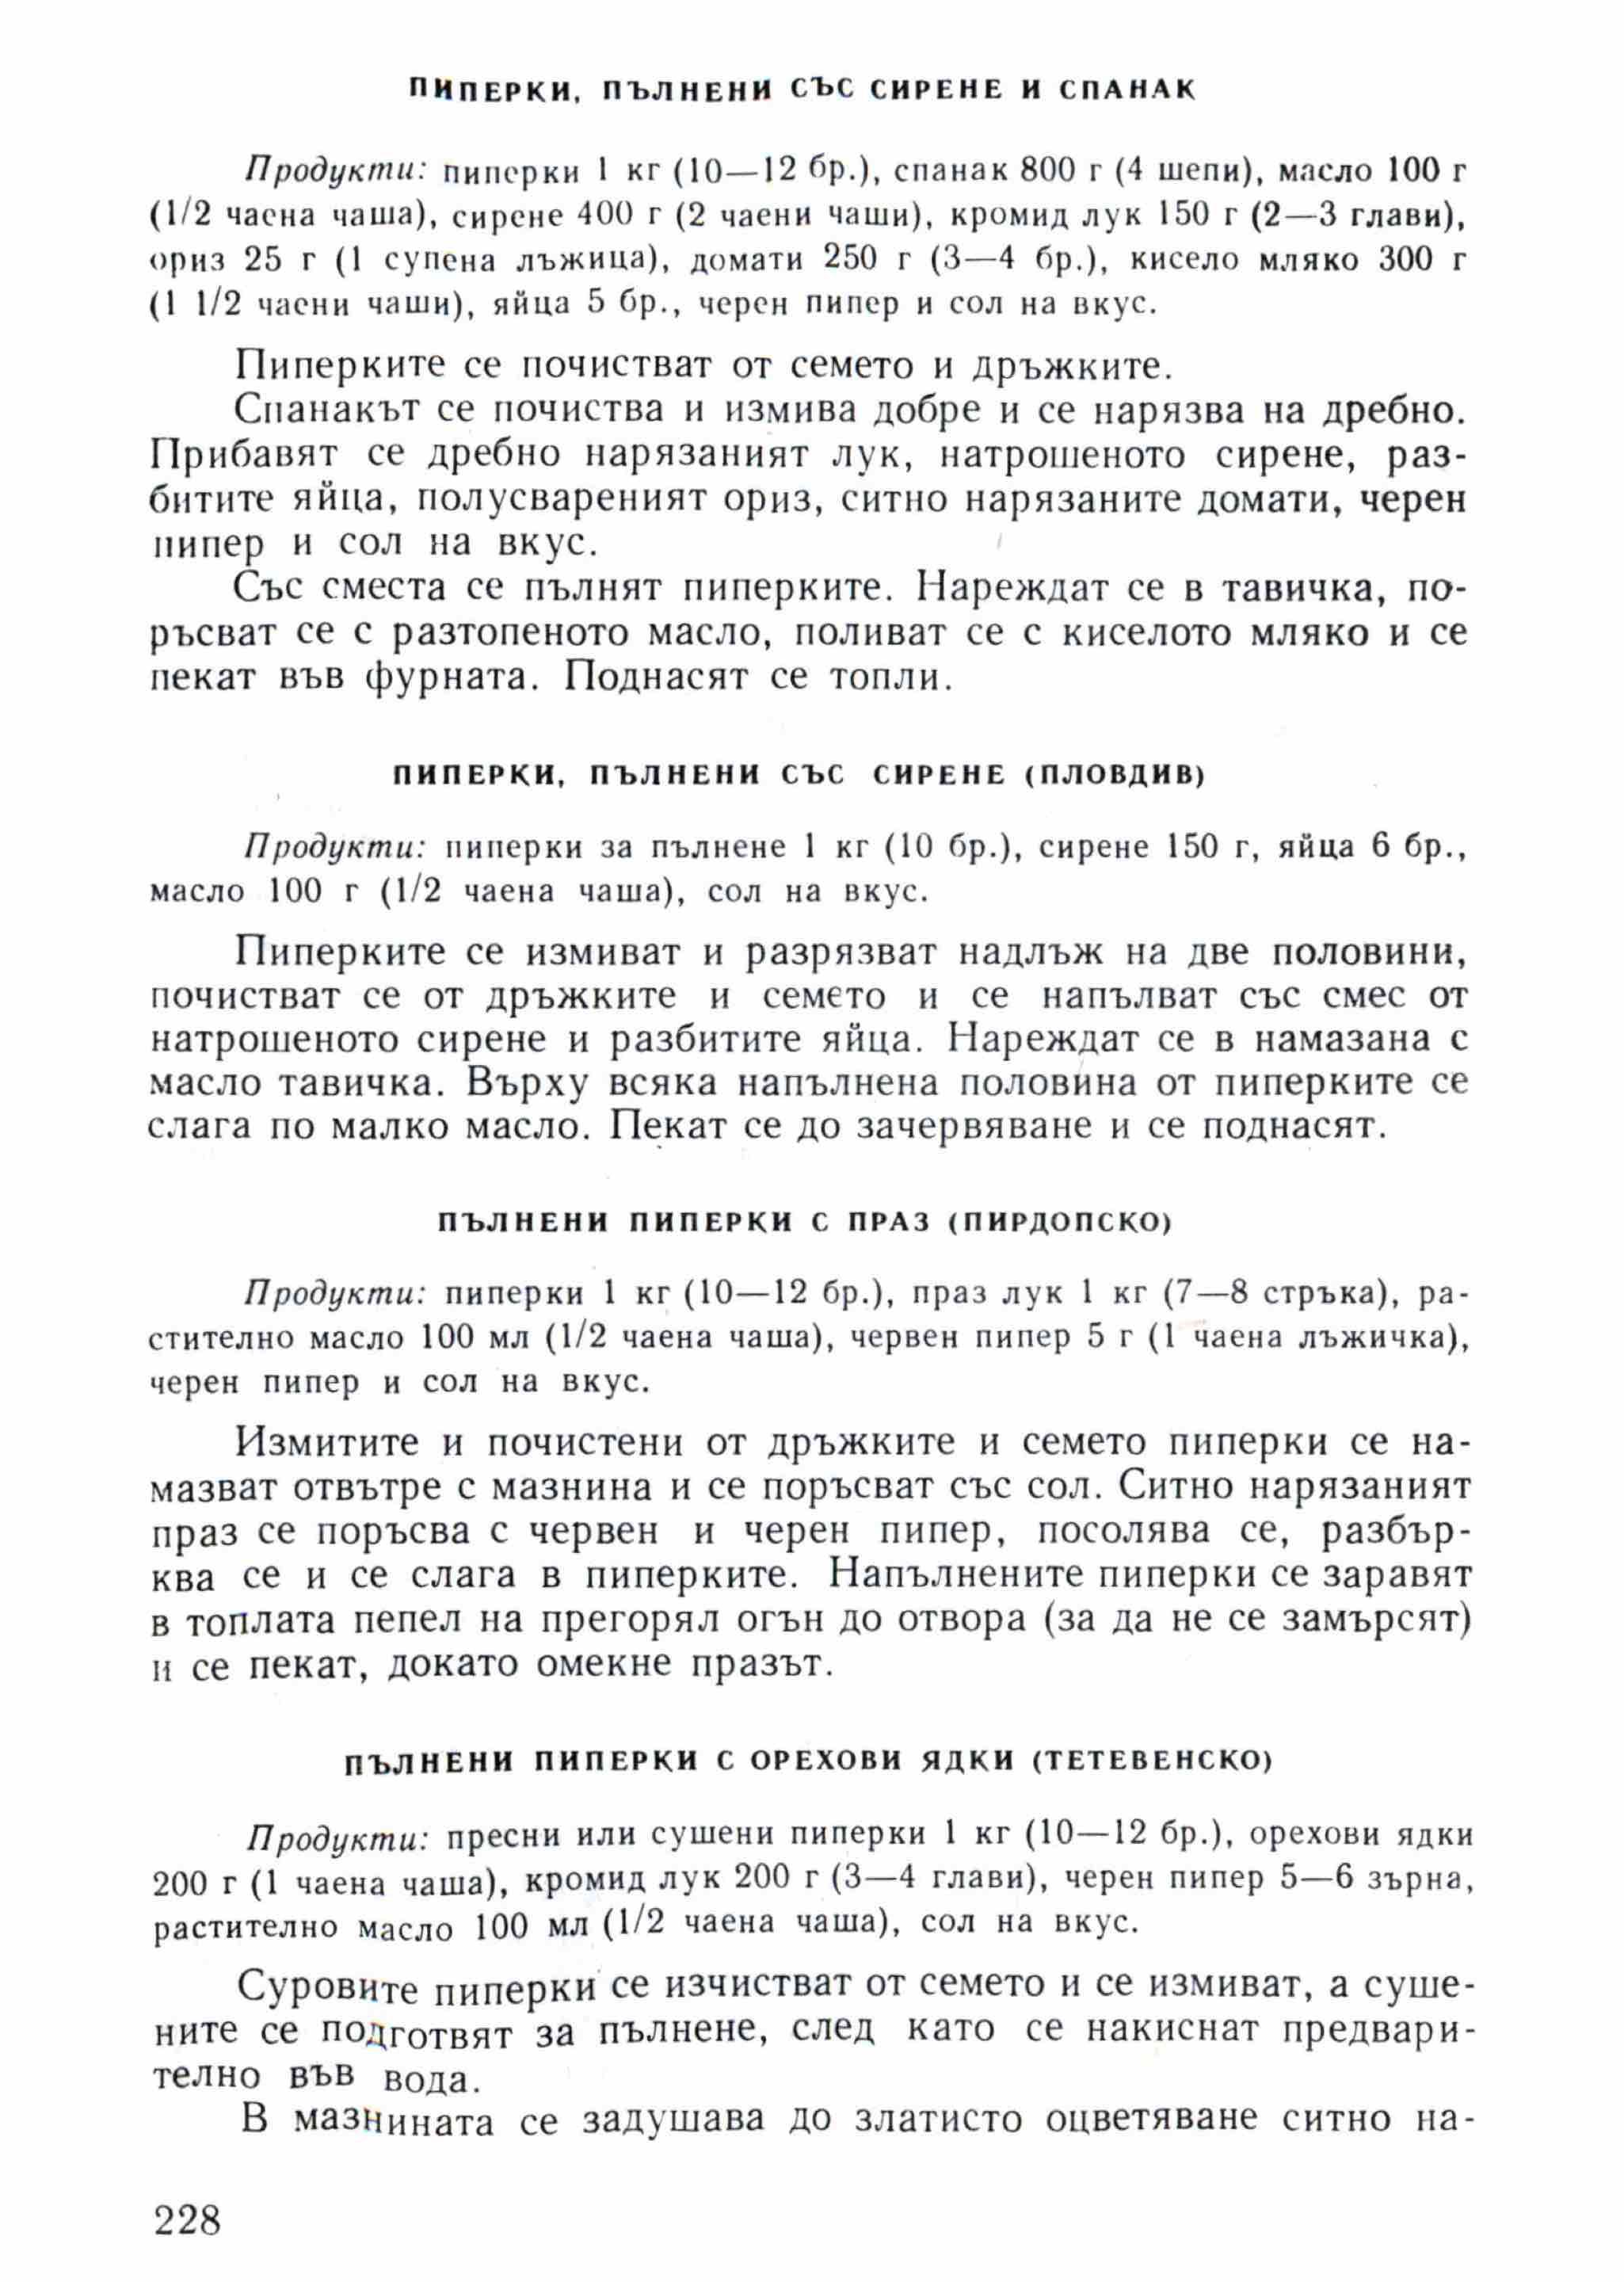 ПИПЕРКИ, ПЪЛНЕНИ СЪС СИРЕНЕ И СПАНАК
Продукти: пиперки 1 кг (10—12 бр.), спанак 800 г (4 шепи), масло 100 г
(1/2 чаена чаша), сирене 400 г (2 чаени чаши), кромид лук 150 г (2—3 глави),
ориз 25 г (1 супена лъжица), домати 250 г (3—4 бр.), кисело мляко 300 г
(1 1/2 чаени чаши), яйца 5 бр., черен пипер и сол на вкус.
Пиперките се почистват от семето и дръжките.
Спанакът се почиства и измива добре и се нарязва на дребно.
Прибавят се дребно нарязаният лук, натрошеното сирене, раз-
битите яйца, полусвареният ориз, ситно нарязаните домати, черен
пипер и сол на вкус.
Със сместа се пълнят пиперките. Нареждат се в тавичка, по-
ръсват се с разтопеното масло, поливат се с киселото мляко и се
пекат във фурната. Поднасят се топли.
ПИПЕРКИ, ПЪЛНЕНИ СЪС СИРЕНЕ (ПЛОВДИВ)
Продукти: пиперки за пълнене 1 кг (10 бр.), сирене 150 г, яйца 6 бр.,
масло 100 г (1/2 чаена чаша), сол на вкус.
Пиперките се измиват и разрязват надлъж на две половини,
почистват се от дръжките и семето и се напълват със смес от
натрошеното сирене и разбитите яйца. Нареждат се в намазана с
масло тавичка. Върху всяка напълнена половина от пиперките се
слага по малко масло. Пекат се до зачервяване и се поднасят.
ПЪЛНЕНИ ПИПЕРКИ С ПРАЗ (ПИРДОПСКО)
Продукти: пиперки 1 кг (10—12 бр.), праз лук 1 кг (7—8 стръка), ра-
стително масло 100 мл (1/2 чаена чаша), червен пипер 5 г (1 чаена лъжичка),
черен пипер и сол на вкус.
Измитите и почистени от дръжките и семето пиперки се на-
мазват отвътре с мазнина и се поръсват със сол. Ситно нарязаният
праз се поръсва с червен и черен пипер, посолява се, разбър-
ква се и се слага в пиперките. Напълнените пиперки се заравят
в топлата пепел на прегорял огън до отвора (за да не се замърсят)
и се пекат, докато омекне празът.
ПЪЛНЕНИ ПИПЕРКИ С ОРЕХОВИ ЯДКИ (ТЕТЕВЕНСКО)
Продукти: пресни или сушени пиперки 1 кг (10—12 бр.), орехови ядки
200 г (1 чаена чаша), кромид лук 200 г (3—4 глави), черен пипер 5—6 зърна,
растително масло 100 мл (1/2 чаена чаша), сол на вкус.
Суровите пиперки се изчистват от семето и се измиват, а суше-
ните се подготвят за пълнене, след като се накиснат предвари-
телно във вода.
В мазнината се задушава до златисто оцветяване ситно на-
228